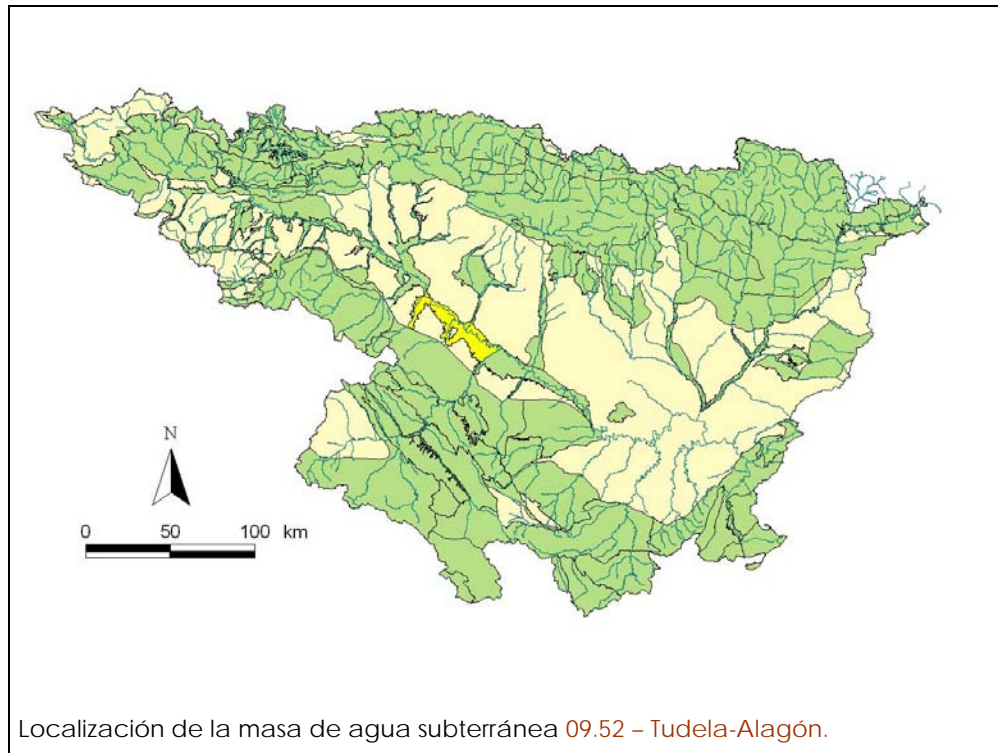 N
0 50 100 km
Localización de la masa de agua subterránea 09.52 – Tudela-Alagón.